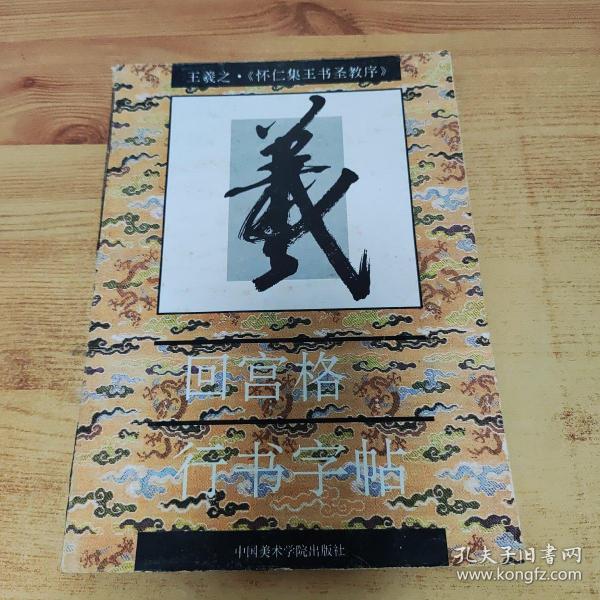 王羲之·《怀仁集王书圣教序》
羲
回宫格
行书字帖
中国美术学院出版社
孔夫子旧書网
www.kongfz.com